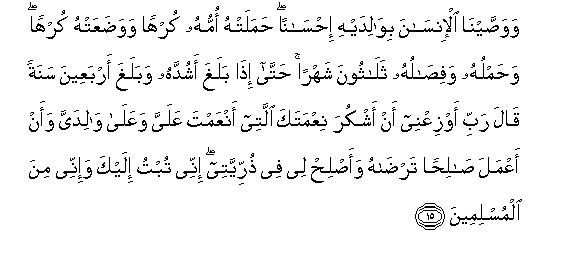 وَوَصَّيْنَا ٱلْإِنسَـٰنَ بِوَٰلِدَيْهِ إِحْسَـٰنًا ۖ حَمَلَتْهُ أُمُّهُۥ كُرْهًا وَوَضَعَتْهُ كُرْهًا ۖ
وَحَمْلُهُۥ وَفِصَـٰلُهُۥ ثَلَـٰثُونَ شَهْرًا ۚ حَتَّىٰٓ إِذَا بَلَغَ أَشُدَّهُۥ وَبَلَغَ أَرْبَعِينَ سَنَةً
قَالَ رَبِّ أَوْزِعْنِىٓ أَنْ أَشْكُرَ نِعْمَتَكَ ٱلَّتِىٓ أَنْعَمْتَ عَلَىَّ وَعَلَىٰ وَٰلِدَىَّ وَأَنْ
أَعْمَلَ صَـٰلِحًا تَرْضَىٰهُ وَأَصْلِحْ لِى فِى ذُرِّيَّتِىٓ ۖ إِنِّى تُبْتُ إِلَيْكَ وَإِنِّى مِنَ
ٱلْمُسْلِمِينَ ١٥